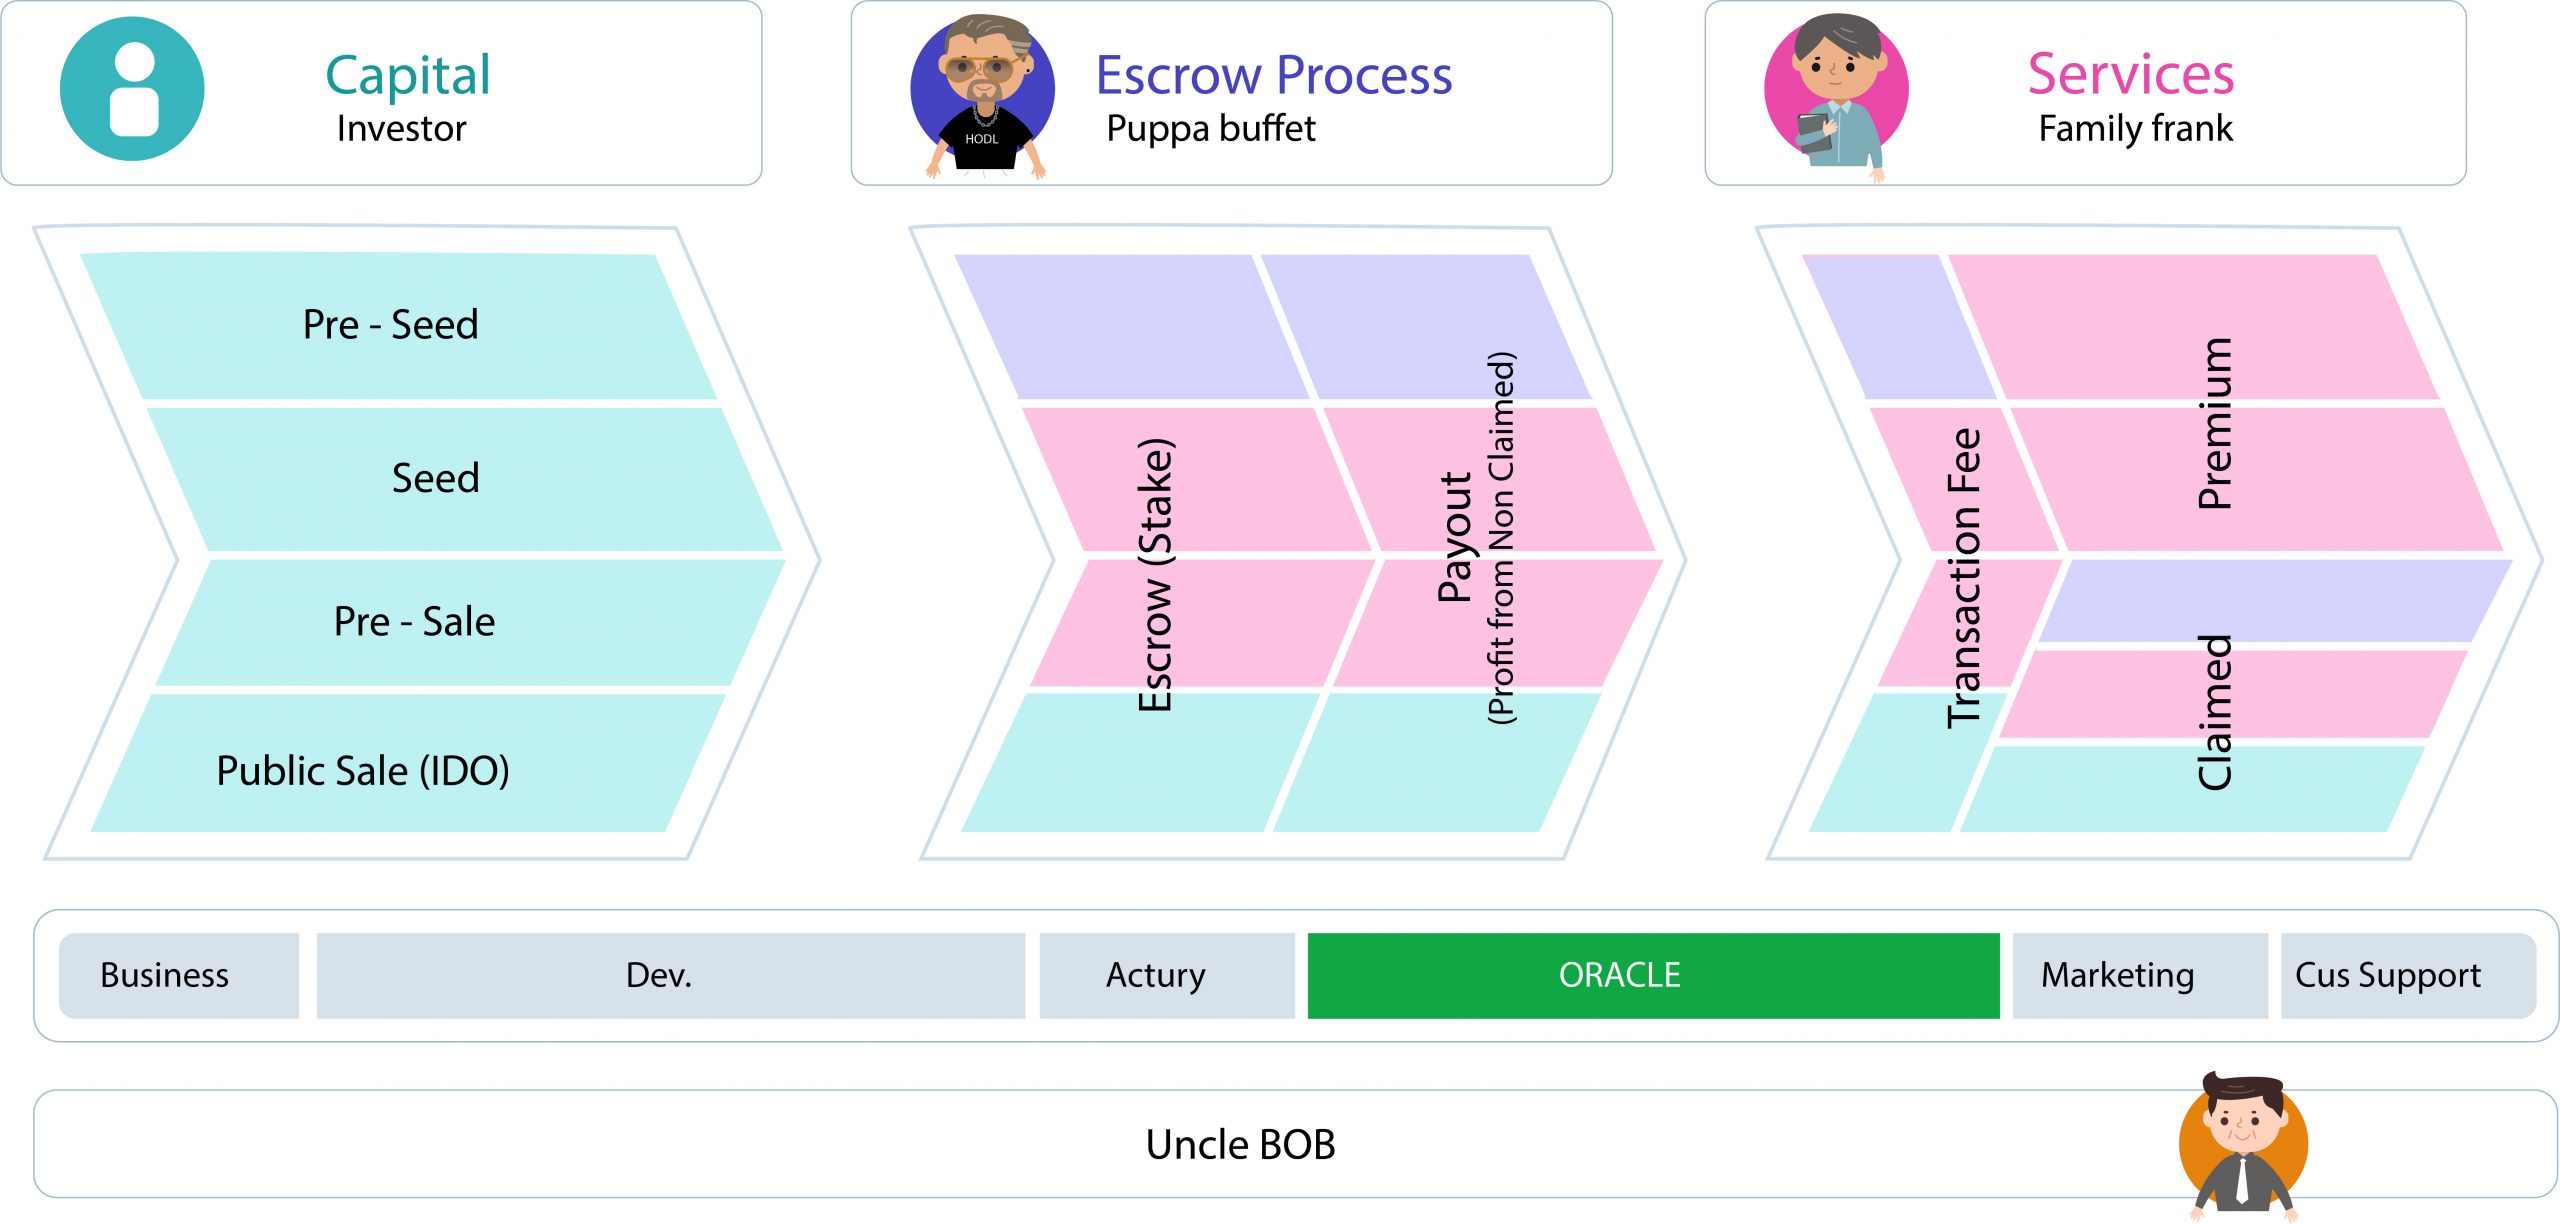 Capital
Investor
Escrow Process
Puppa buffet
HODL
Services
Family frank
Pre - Seed
Seed
Pre - Sale
Public Sale (IDO)
Escrow (Stake)
Payout
(Profit from Non Claimed)
Transaction Fee
Premium
Claimed
Business
Dev.
Actury
ORACLE
Marketing
Cus Support
Uncle BOB